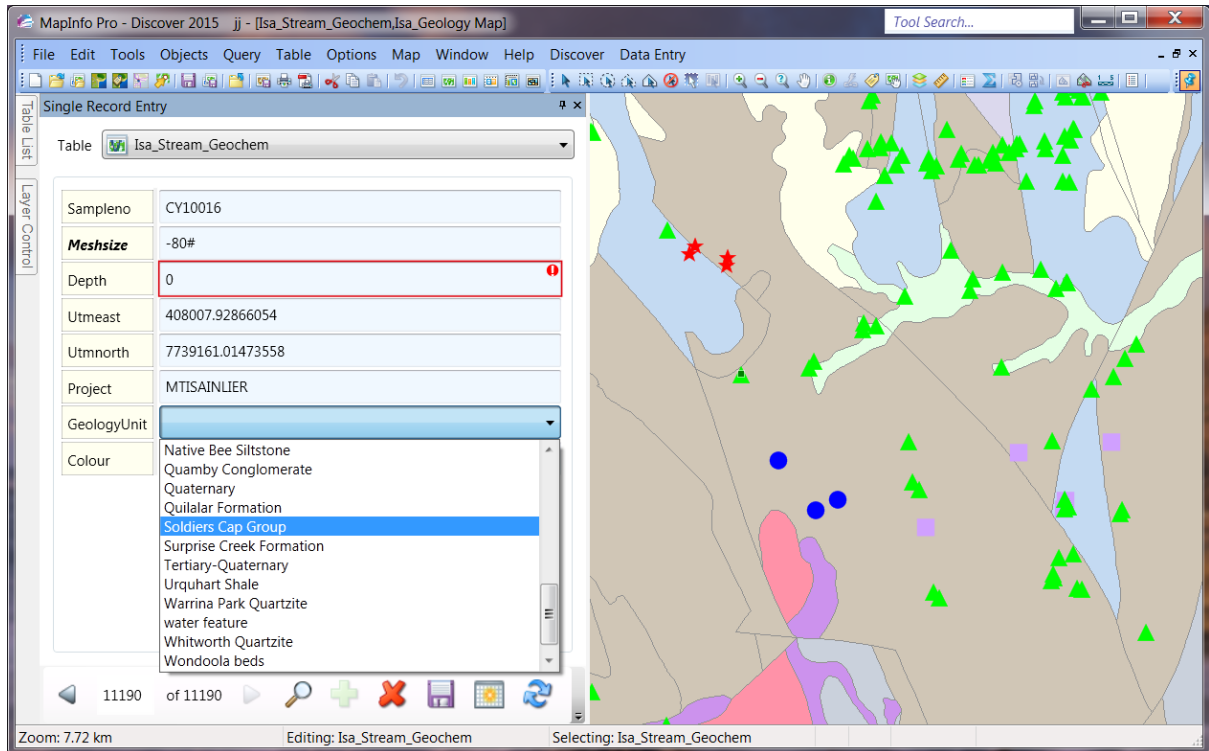 MapInfo Pro - Discover 2015 jj - [Isa_Stream_Geochem,Isa_Geology Map]
Tool Search...
File Edit Tools Objects Query Table Options Map Window Help Discover Data Entry
Table List
Layer Control
Single Record Entry
Table Isa_Stream_Geochem
Sampleno CY10016
Meshsize -80#
Depth 0
Utmeast 408007.92866054
Utmnorth 7739161.01473558
Project MTISAINLIER
GeologyUnit
Colour
Native Bee Siltstone
Quamby Conglomerate
Quaternary
Quilalar Formation
Soldiers Cap Group
Surprise Creek Formation
Tertiary-Quaternary
Urquhart Shale
Warrina Park Quartzite
water feature
Whitworth Quartzite
Wondoola beds
11190 of 11190
Zoom: 7.72 km Editing: Isa_Stream_Geochem Selecting: Isa_Stream_Geochem